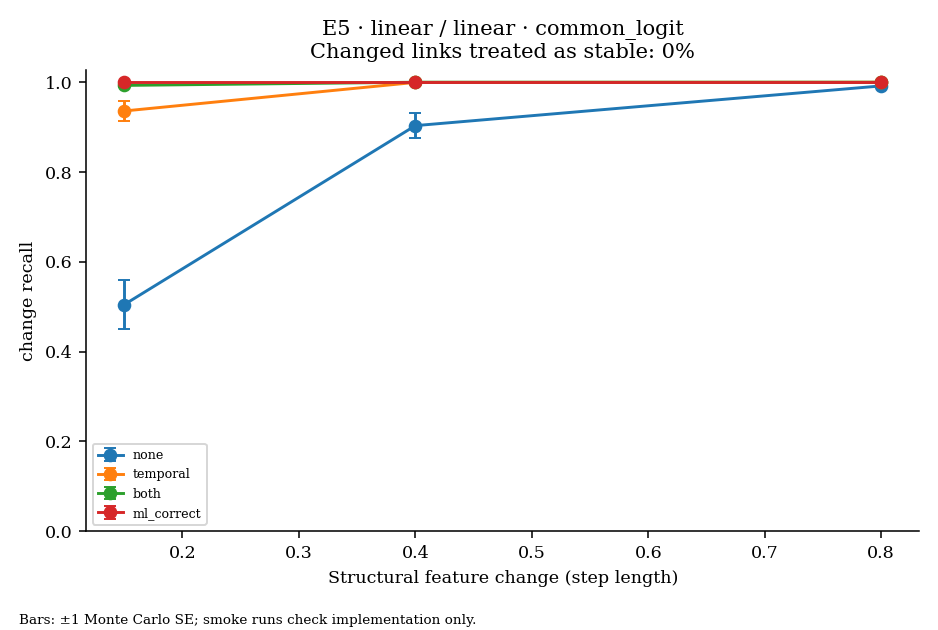 E5 · linear / linear · common_logit
Changed links treated as stable: 0%
change recall
1.0
0.8
0.6
0.4
0.2
0.0
none
temporal
both
ml_correct
0.2 0.3 0.4 0.5 0.6 0.7 0.8
Structural feature change (step length)
Bars: ±1 Monte Carlo SE; smoke runs check implementation only.